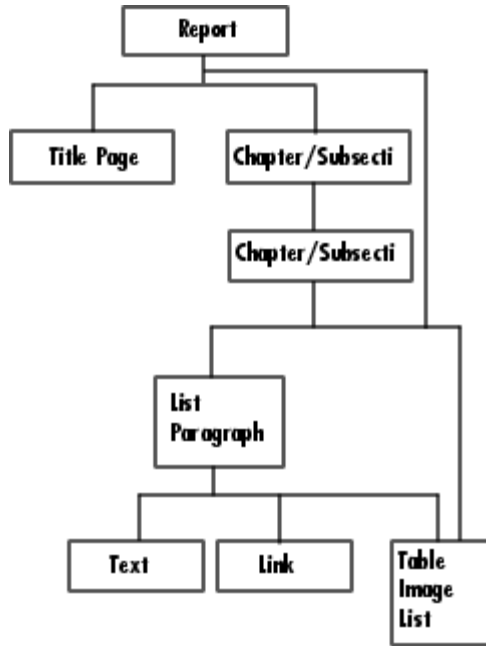 Report
Title Page
Chapter/Subsecti
Chapter/Subsecti
List
Paragraph
Text
Link
Table
Image
List